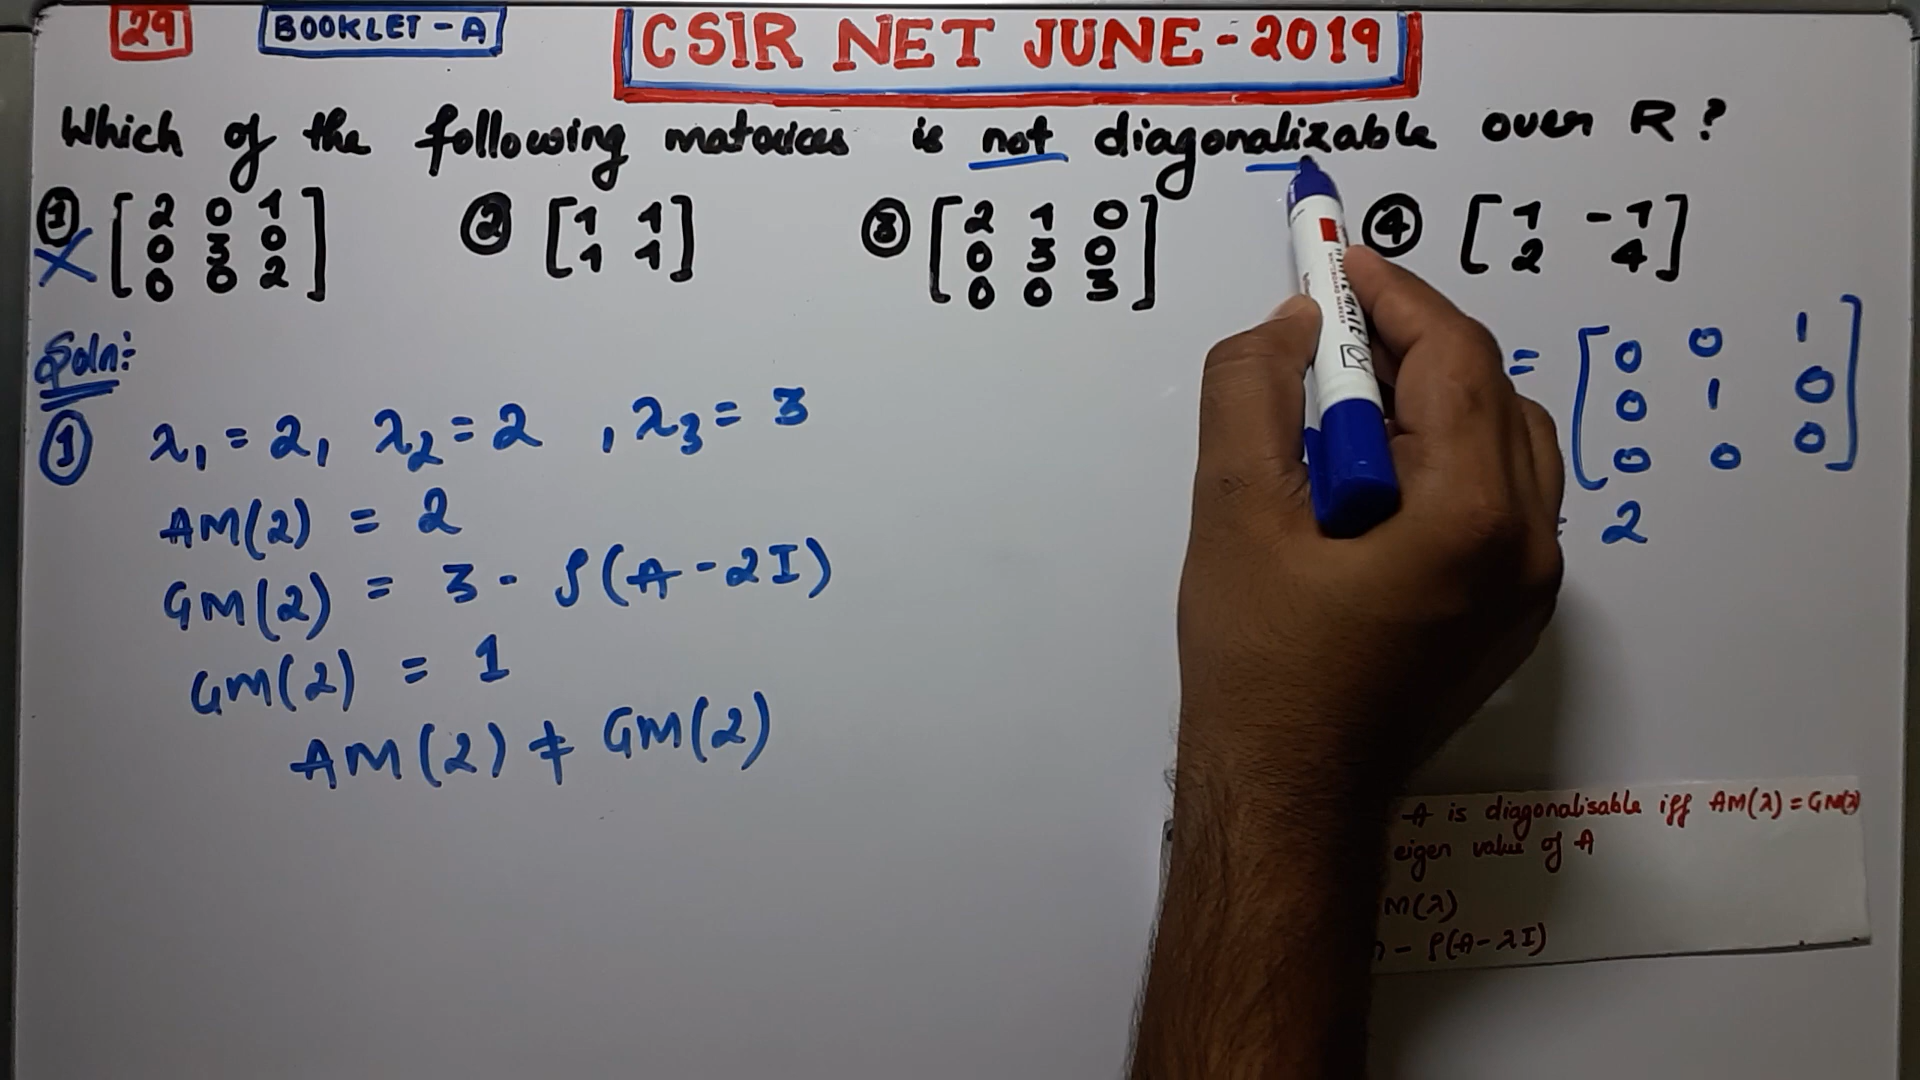 29
BOOKLET - A
CSIR NET JUNE - 2019
Which of the following matrices is not diagonalizable over R?
① [2 0 1
0 3 0
0 0 2]
② [1 1
1 1]
③ [2 1 0
0 3 0
0 0 3]
④ [1 -1
2 4]
Soln:
① λ₁ = 2, λ₂ = 2, λ₃ = 3
AM(2) = 2
GM(2) = 3 - ρ(A - 2I)
GM(2) = 1
AM(2) ≠ GM(2)
= [0 0 1
0 1 0
0 0 0]
= 2
A is diagonalisable iff AM(λ) = GM(λ)
eigen value of A
M(λ)
n - ρ(A - λI)